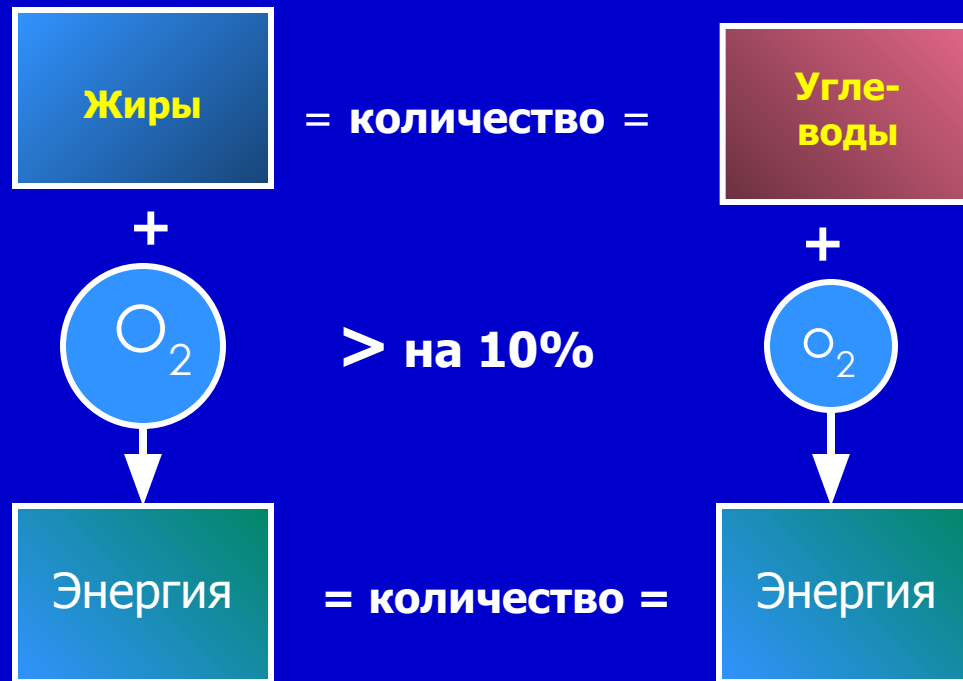 Жиры
= количество =
Угле-
воды
+
+
O2
> на 10%
O2
Энергия
= количество =
Энергия